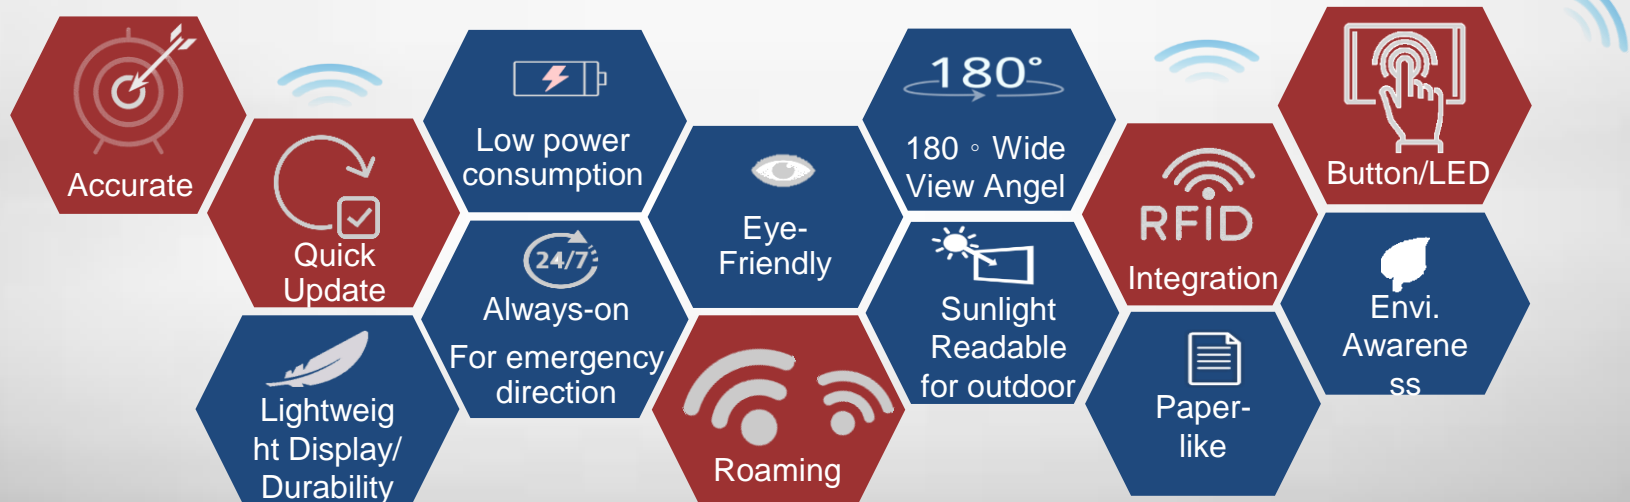 Accurate
Quick
Update
Low power
consumption
24/7
Always-on
For emergency
direction
Lightweig
ht Display/
Durability
Eye-
Friendly
Roaming
180°
180 ◦ Wide
View Angel
Sunlight
Readable
for outdoor
RFID
Integration
Paper-
like
Button/LED
Envi.
Awarene
ss